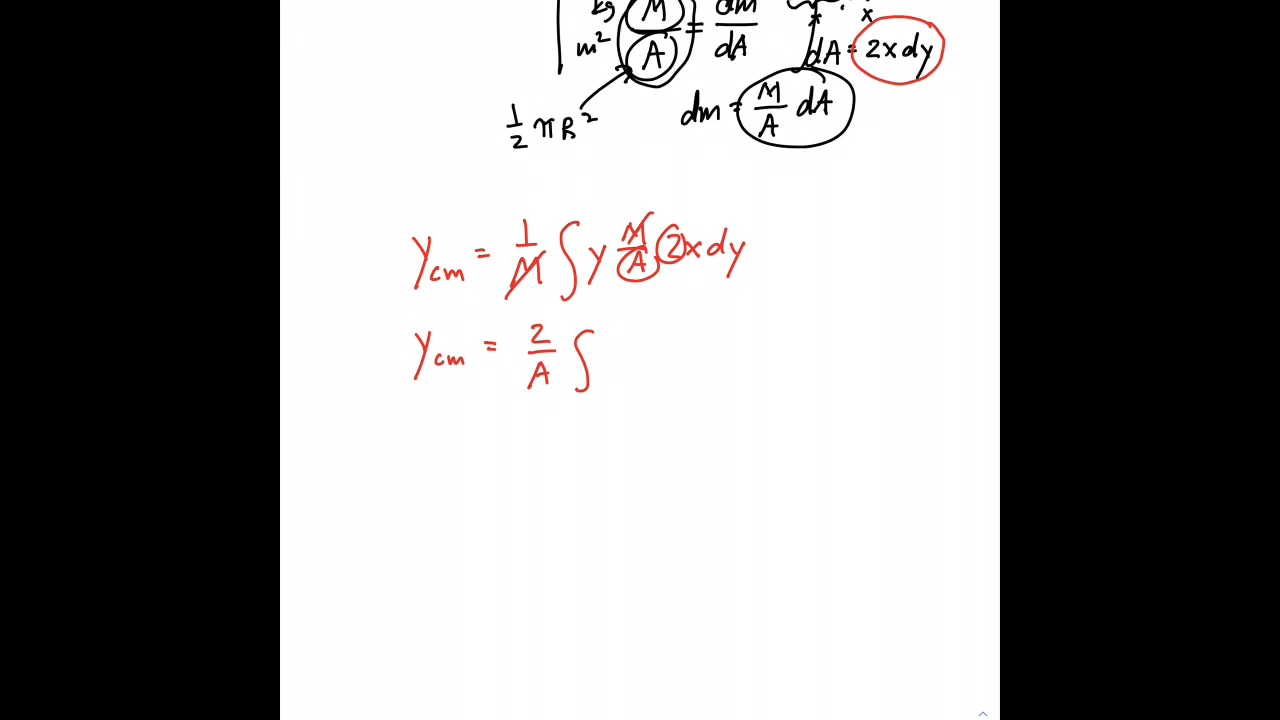 kg M/A = dm/dA
m²
dA = 2x dy
dm = M/A dA
1/2 πR²
y_cm = 1/M ∫ y M/A 2x dy
y_cm = 2/A ∫